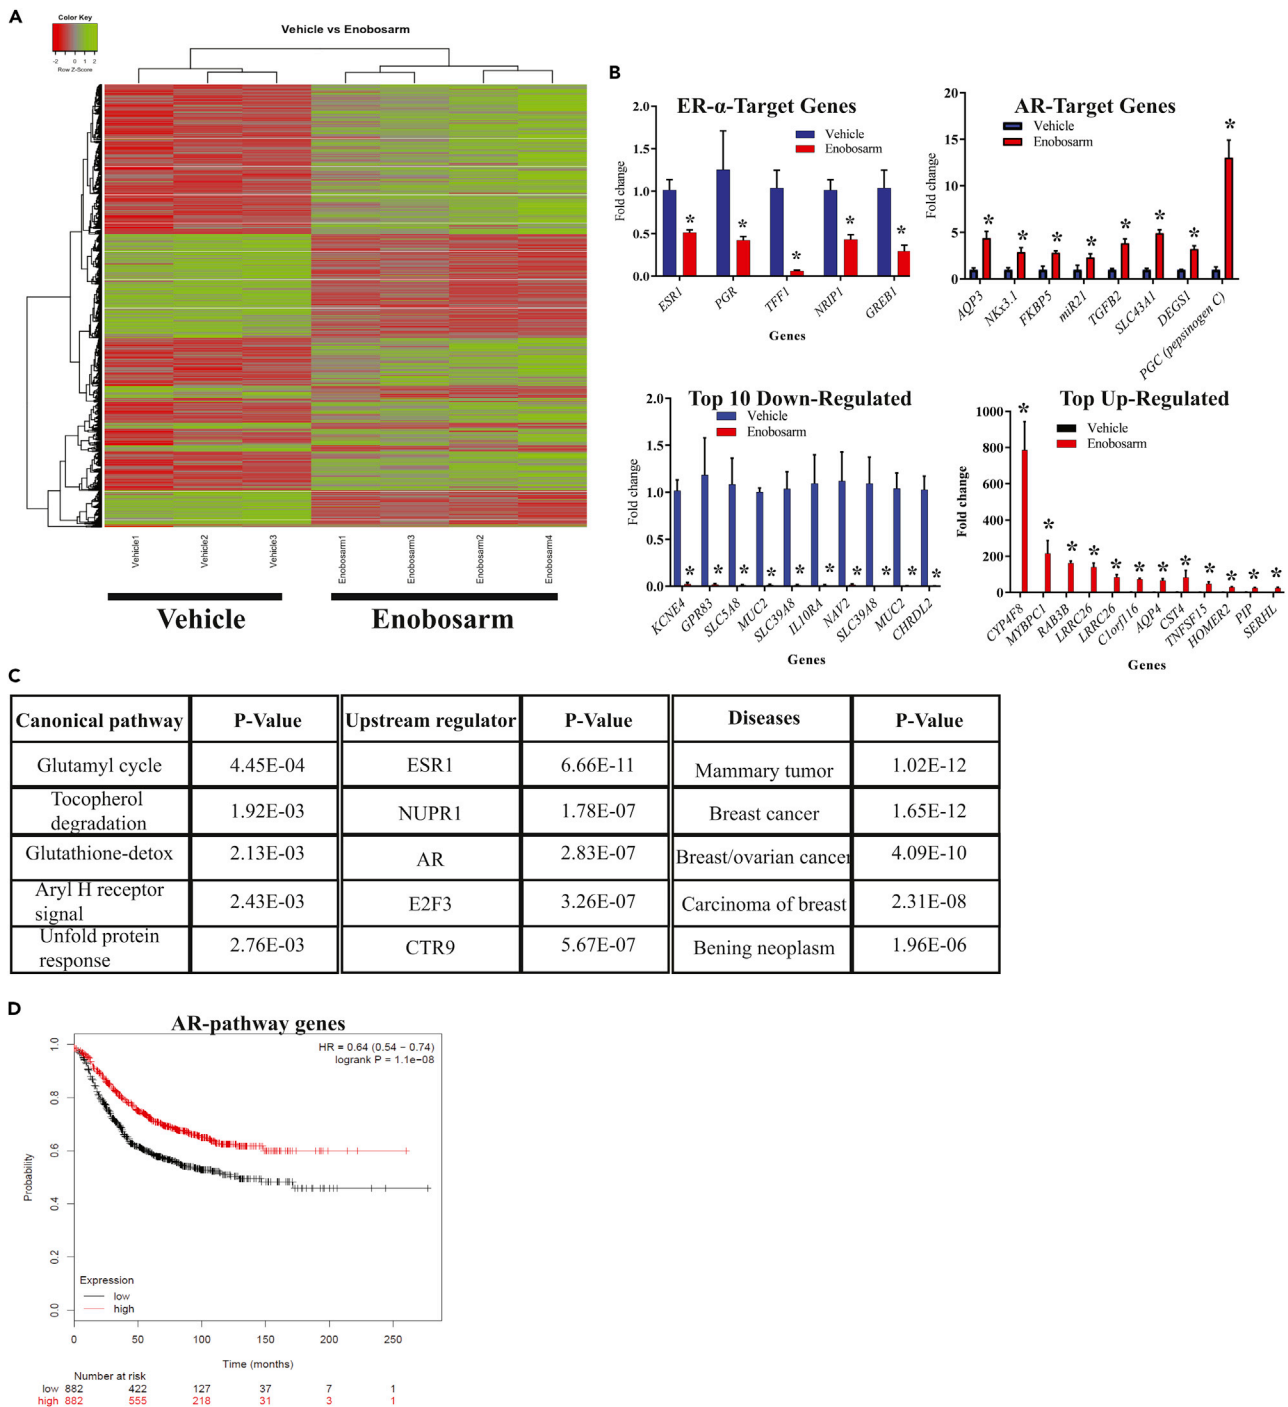 A
Color Key
-2 0 1 2
Row Z-Score
Vehicle vs Enobosarm
Vehicle1
Vehicle2
Vehicle3
Enobosarm1
Enobosarm3
Enobosarm2
Enobosarm4
Vehicle
Enobosarm
B
ER-α-Target Genes
Vehicle
Enobosarm
Fold change
2.0
1.5
1.0
0.5
0.0
* * * * *
ESR1
PGR
TFF1
NRIP1
GREB1
Genes
AR-Target Genes
Vehicle
Enobosarm
Fold change
20
15
10
5
0
* * * * * * * *
AQP3
NKx3.1
FKBP5
miR21
TGFB2
SLC43A1
DEGS1
PGC (pepsinogen C)
Top 10 Down-Regulated
Vehicle
Enobosarm
Fold change
2.0
1.5
1.0
0.5
0.0
* * * * * * * * * *
KCNE4
GPR83
SLC5A8
MUC2
SLC39A8
IL10RA
NAV2
SLC39A8
MUC2
CHRDL2
Genes
Top Up-Regulated
Vehicle
Enobosarm
Fold change
1000
800
600
400
200
0
* * * * * * * * * * * *
CYP4F8
MYBPC1
RAB3B
LRRC26
LRRC26
C1orf116
AQP4
CST4
TNFSF15
HOMER2
PIP
SERHL
Genes
C
Canonical pathway P-Value Upstream regulator P-Value Diseases P-Value
Glutamyl cycle 4.45E-04 ESR1 6.66E-11 Mammary tumor 1.02E-12
Tocopherol
degradation 1.92E-03 NUPR1 1.78E-07 Breast cancer 1.65E-12
Glutathione-detox 2.13E-03 AR 2.83E-07 Breast/ovarian cancer 4.09E-10
Aryl H receptor
signal 2.43E-03 E2F3 3.26E-07 Carcinoma of breast 2.31E-08
Unfold protein
response 2.76E-03 CTR9 5.67E-07 Bening neoplasm 1.96E-06
D
AR-pathway genes
HR = 0.64 (0.54 − 0.74)
logrank P = 1.1e−08
Probability
1.0
0.8
0.6
0.4
0.2
0.0
Expression
low
high
0 50 100 150 200 250
Time (months)
Number at risk
low 882 422 127 37 7 1
high 882 555 218 31 3 1